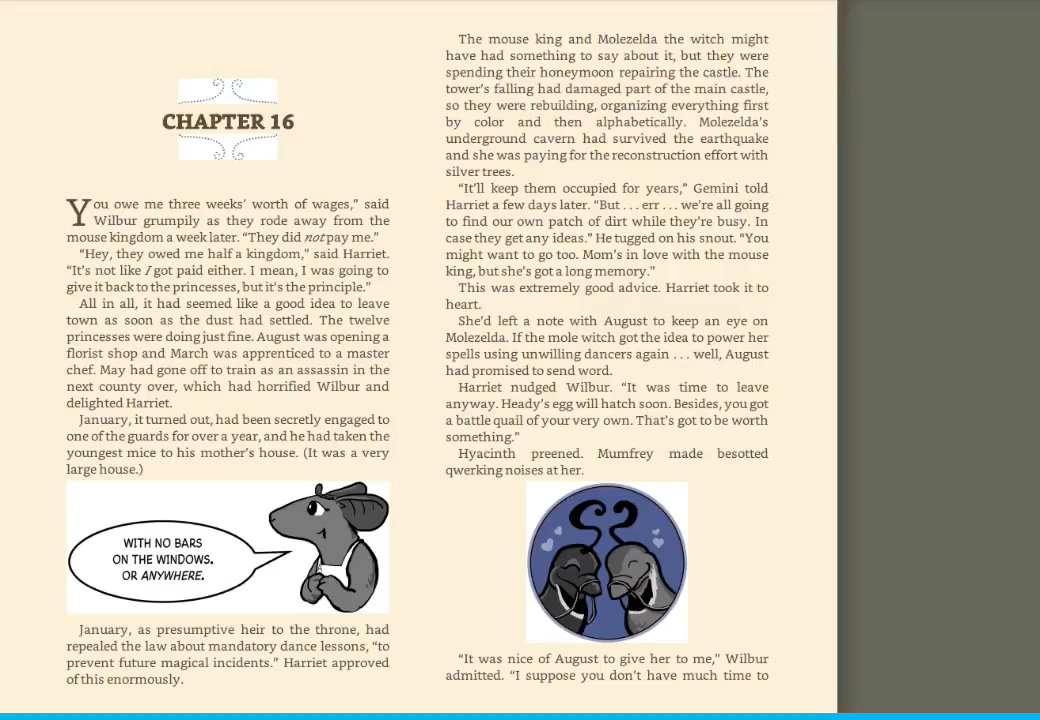 CHAPTER 16
You owe me three weeks’ worth of wages,” said
Wilbur grumpily as they rode away from the
mouse kingdom a week later. “They did not pay me.”
“Hey, they owed me half a kingdom,” said Harriet.
“It’s not like I got paid either. I mean, I was going to
give it back to the princesses, but it’s the principle.”
All in all, it had seemed like a good idea to leave
town as soon as the dust had settled. The twelve
princesses were doing just fine. August was opening a
florist shop and March was apprenticed to a master
chef. May had gone off to train as an assassin in the
next county over, which had horrified Wilbur and
delighted Harriet.
January, it turned out, had been secretly engaged to
one of the guards for over a year, and he had taken the
youngest mice to his mother’s house. (It was a very
large house.)
WITH NO BARS
ON THE WINDOWS.
OR ANYWHERE.
January, as presumptive heir to the throne, had
repealed the law about mandatory dance lessons, “to
prevent future magical incidents.” Harriet approved
of this enormously.
The mouse king and Molezelda the witch might
have had something to say about it, but they were
spending their honeymoon repairing the castle. The
tower’s falling had damaged part of the main castle,
so they were rebuilding, organizing everything first
by color and then alphabetically. Molezelda’s
underground cavern had survived the earthquake
and she was paying for the reconstruction effort with
silver trees.
“It’ll keep them occupied for years,” Gemini told
Harriet a few days later. “But . . . err . . . we’re all going
to find our own patch of dirt while they’re busy. In
case they get any ideas.” He tugged on his snout. “You
might want to go too. Mom’s in love with the mouse
king, but she’s got a long memory.”
This was extremely good advice. Harriet took it to
heart.
She’d left a note with August to keep an eye on
Molezelda. If the mole witch got the idea to power her
spells using unwilling dancers again . . . well, August
had promised to send word.
Harriet nudged Wilbur. “It was time to leave
anyway. Heady’s egg will hatch soon. Besides, you got
a battle quail of your very own. That’s got to be worth
something.”
Hyacinth preened. Mumfrey made besotted
qwerking noises at her.
“It was nice of August to give her to me,” Wilbur
admitted. “I suppose you don’t have much time to